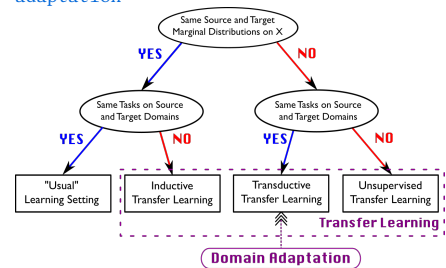 adaptation
Same Source and Target
Marginal Distributions on X
YES
NO
Same Tasks on Source
and Target Domains
Same Tasks on Source
and Target Domains
YES
NO
YES
NO
"Usual"
Learning Setting
Inductive
Transfer Learning
Transductive
Transfer Learning
Unsupervised
Transfer Learning
Transfer Learning
Domain Adaptation